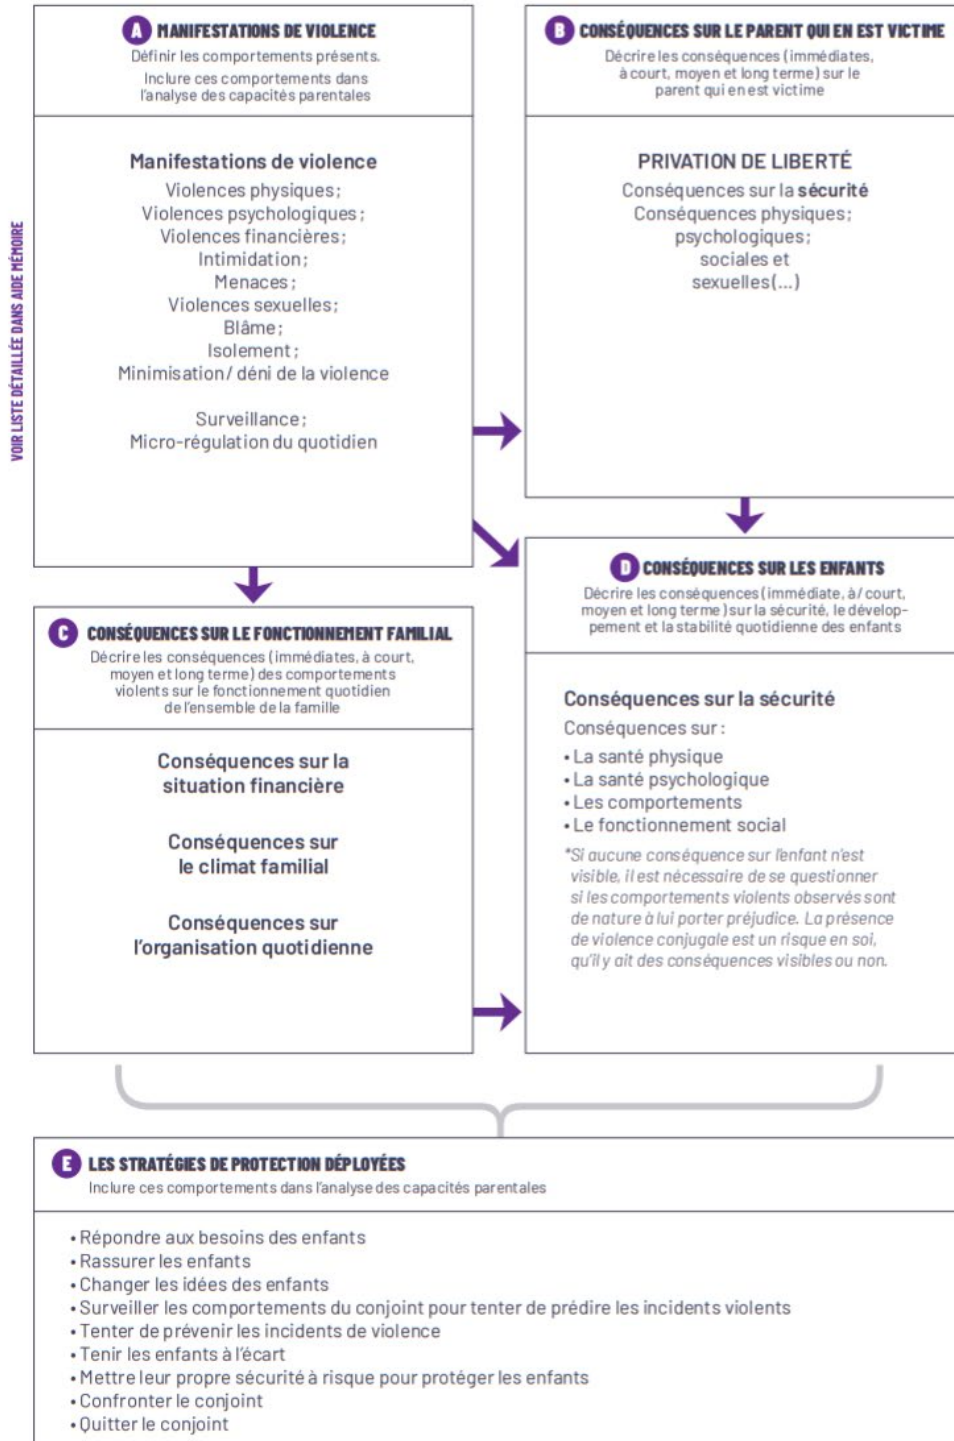 VOIR LISTE DÉTAILLÉE DANS AIDE MÉMOIRE
A MANIFESTATIONS DE VIOLENCE
Définir les comportements présents.
Inclure ces comportements dans
l'analyse des capacités parentales
Manifestations de violence
Violences physiques;
Violences psychologiques;
Violences financières;
Intimidation;
Menaces;
Violences sexuelles;
Blâme;
Isolement;
Minimisation/ déni de la violence
Surveillance;
Micro-régulation du quotidien
B CONSÉQUENCES SUR LE PARENT QUI EN EST VICTIME
Décrire les conséquences (immédiates,
à court, moyen et long terme) sur le
parent qui en est victime
PRIVATION DE LIBERTÉ
Conséquences sur la sécurité
Conséquences physiques;
psychologiques;
sociales et
sexuelles (...)
C CONSÉQUENCES SUR LE FONCTIONNEMENT FAMILIAL
Décrire les conséquences (immédiates, à court,
moyen et long terme) des comportements
violents sur le fonctionnement quotidien
de l'ensemble de la famille
Conséquences sur la
situation financière
Conséquences sur
le climat familial
Conséquences sur
l'organisation quotidienne
D CONSÉQUENCES SUR LES ENFANTS
Décrire les conséquences (immédiate, à/ court,
moyen et long terme) sur la sécurité, le dévelop-
pement et la stabilité quotidienne des enfants
Conséquences sur la sécurité
Conséquences sur :
• La santé physique
• La santé psychologique
• Les comportements
• Le fonctionnement social
*Si aucune conséquence sur l'enfant n'est
visible, il est nécessaire de se questionner
si les comportements violents observés sont
de nature à lui porter préjudice. La présence
de violence conjugale est un risque en soi,
qu'il y ait des conséquences visibles ou non.
E LES STRATÉGIES DE PROTECTION DÉPLOYÉES
Inclure ces comportements dans l'analyse des capacités parentales
• Répondre aux besoins des enfants
• Rassurer les enfants
• Changer les idées des enfants
• Surveiller les comportements du conjoint pour tenter de prédire les incidents violents
• Tenter de prévenir les incidents de violence
• Tenir les enfants à l'écart
• Mettre leur propre sécurité à risque pour protéger les enfants
• Confronter le conjoint
• Quitter le conjoint